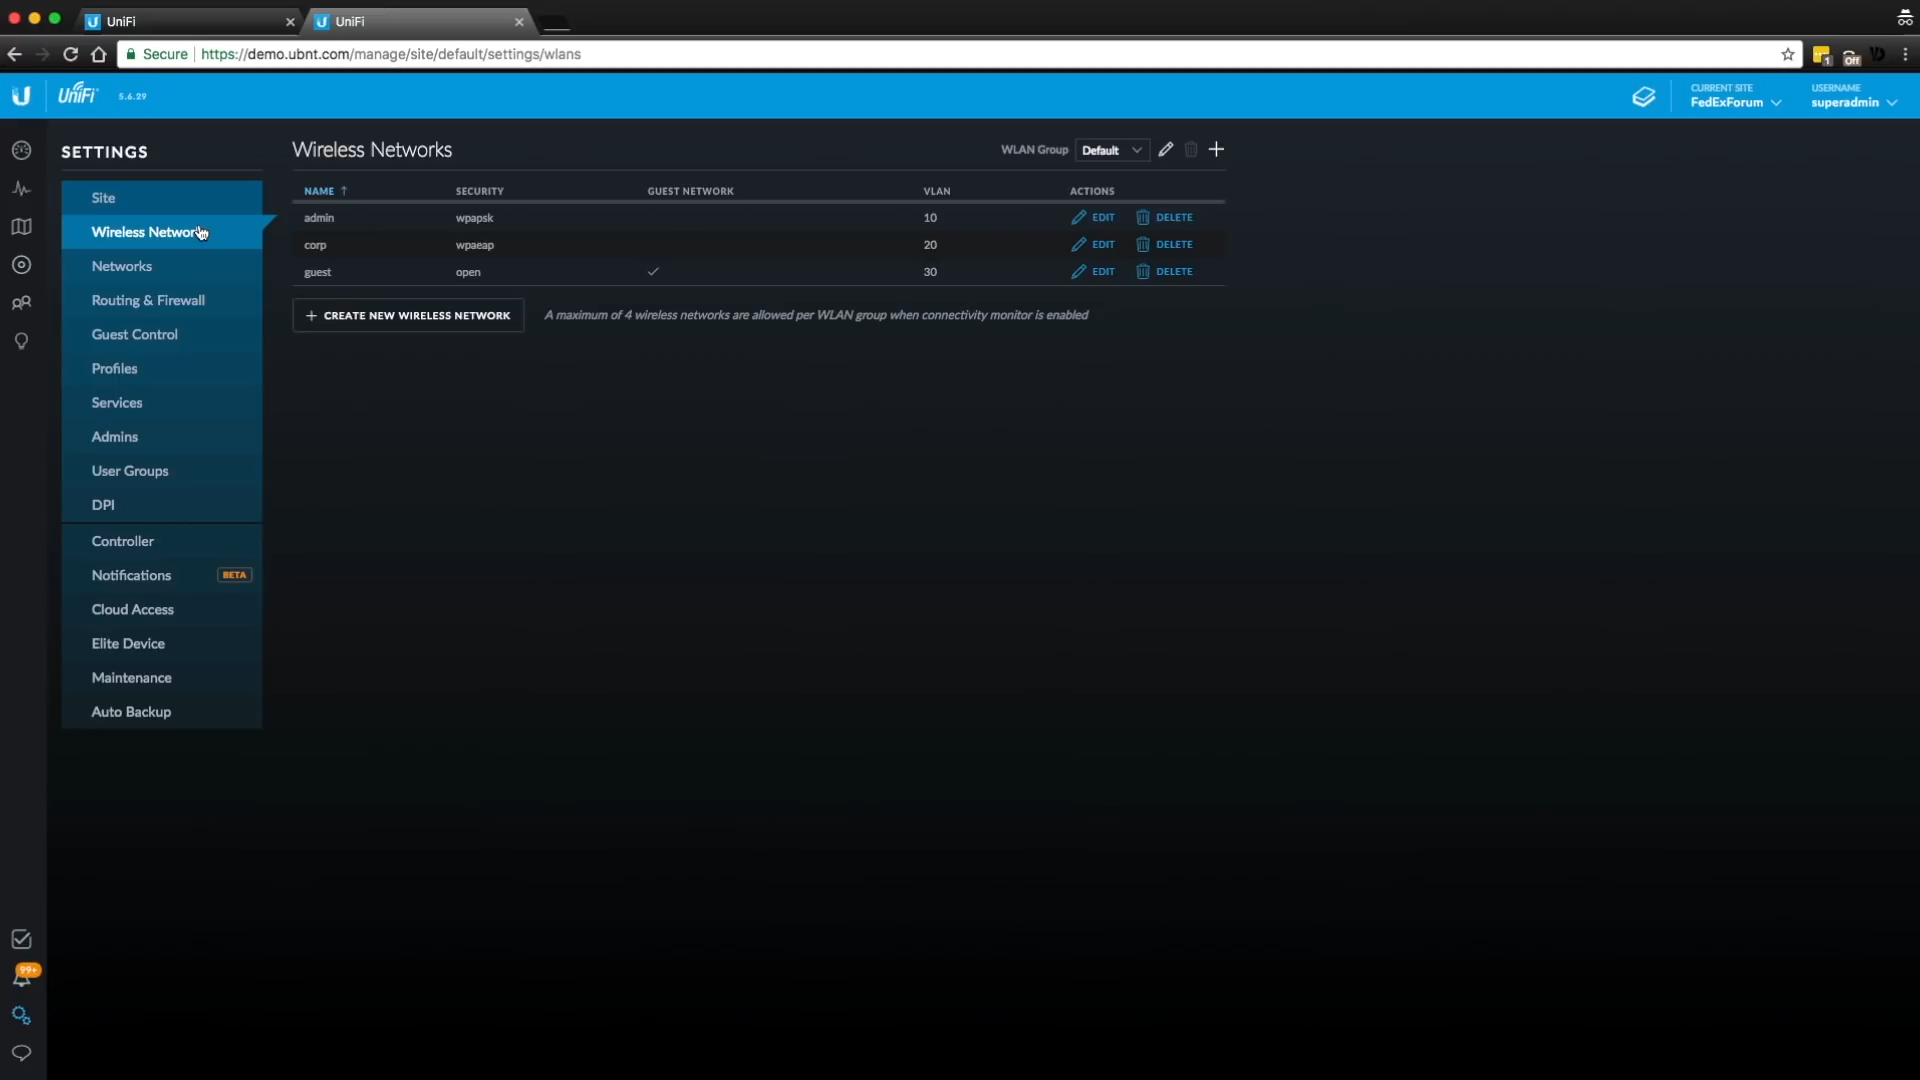 UniFi
UniFi
Secure https://demo.ubnt.com/manage/site/default/settings/wlans
1
Off
U UniFi 5.6.29
CURRENT SITE
FedExForum
USERNAME
superadmin
SETTINGS
Site
Wireless Network
Networks
Routing & Firewall
Guest Control
Profiles
Services
Admins
User Groups
DPI
Controller
Notifications BETA
Cloud Access
Elite Device
Maintenance
Auto Backup
99+
Wireless Networks
WLAN Group Default
NAME ↑ SECURITY GUEST NETWORK VLAN ACTIONS
admin wpapsk 10 EDIT DELETE
corp wpaeap 20 EDIT DELETE
guest open ✓ 30 EDIT DELETE
+ CREATE NEW WIRELESS NETWORK A maximum of 4 wireless networks are allowed per WLAN group when connectivity monitor is enabled